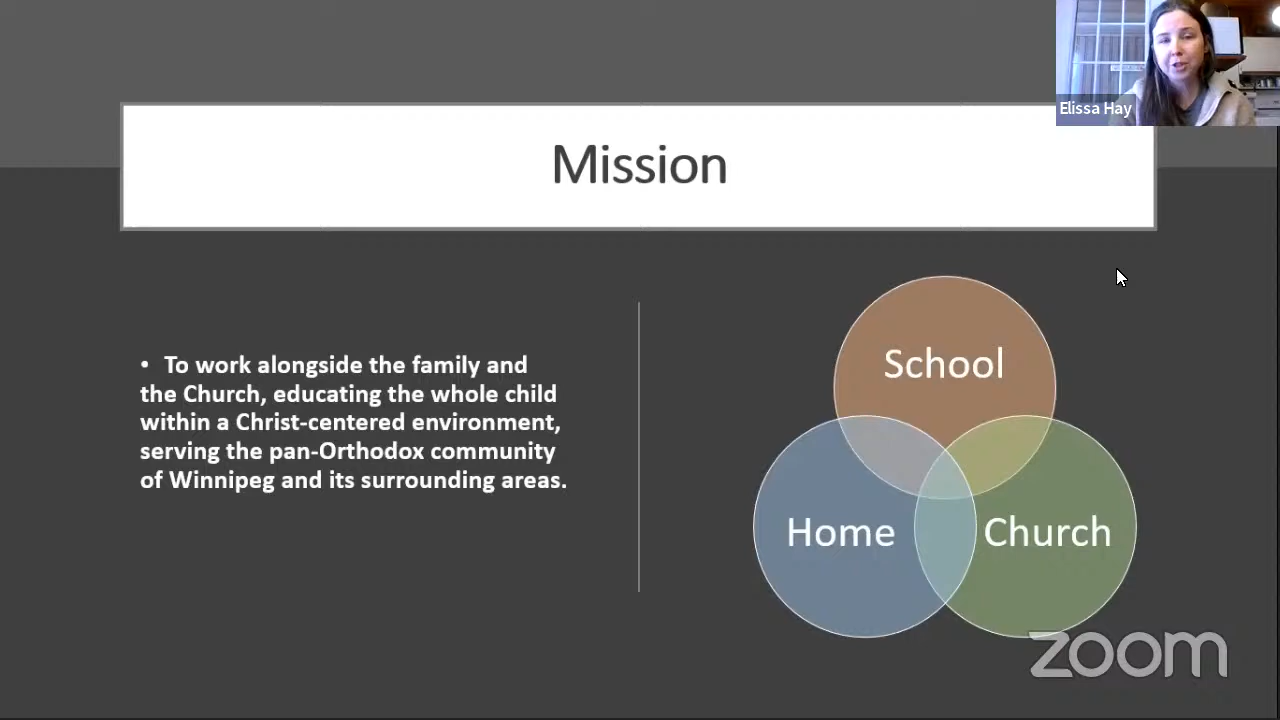 Elissa Hay
Mission
• To work alongside the family and
the Church, educating the whole child
within a Christ-centered environment,
serving the pan-Orthodox community
of Winnipeg and its surrounding areas.
School
Home
Church
zoom